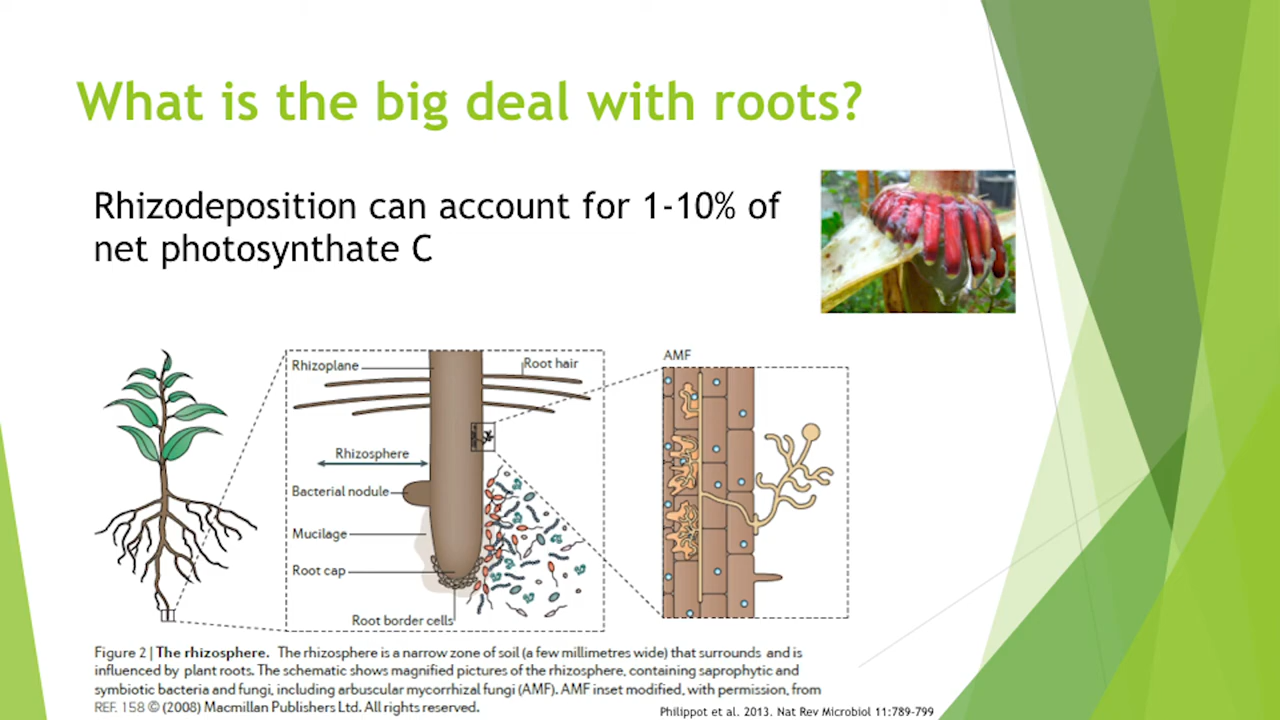 What is the big deal with roots?
Rhizodeposition can account for 1-10% of
net photosynthate C
Rhizoplane
Root hair
Rhizosphere
Bacterial nodule
Mucilage
Root cap
Root border cells
AMF
Figure 2 | The rhizosphere. The rhizosphere is a narrow zone of soil (a few millimetres wide) that surrounds and is
influenced by plant roots. The schematic shows magnified pictures of the rhizosphere, containing saprophytic and
symbiotic bacteria and fungi, including arbuscular mycorrhizal fungi (AMF). AMF inset modified, with permission, from
REF. 158 © (2008) Macmillan Publishers Ltd. All rights reserved.
Philippot et al. 2013. Nat Rev Microbiol 11:789-799